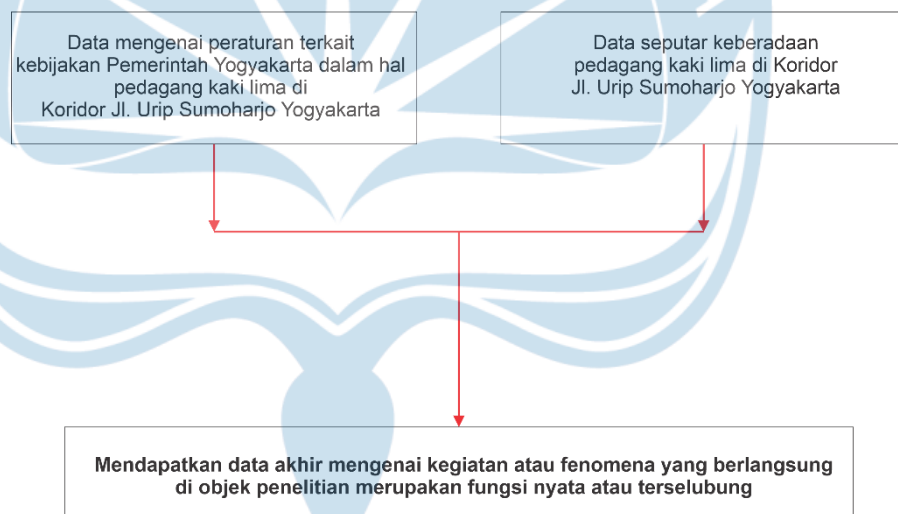 Data mengenai peraturan terkait
kebijakan Pemerintah Yogyakarta dalam hal
pedagang kaki lima di
Koridor Jl. Urip Sumoharjo Yogyakarta
Data seputar keberadaan
pedagang kaki lima di Koridor
Jl. Urip Sumoharjo Yogyakarta
Mendapatkan data akhir mengenai kegiatan atau fenomena yang berlangsung
di objek penelitian merupakan fungsi nyata atau terselubung